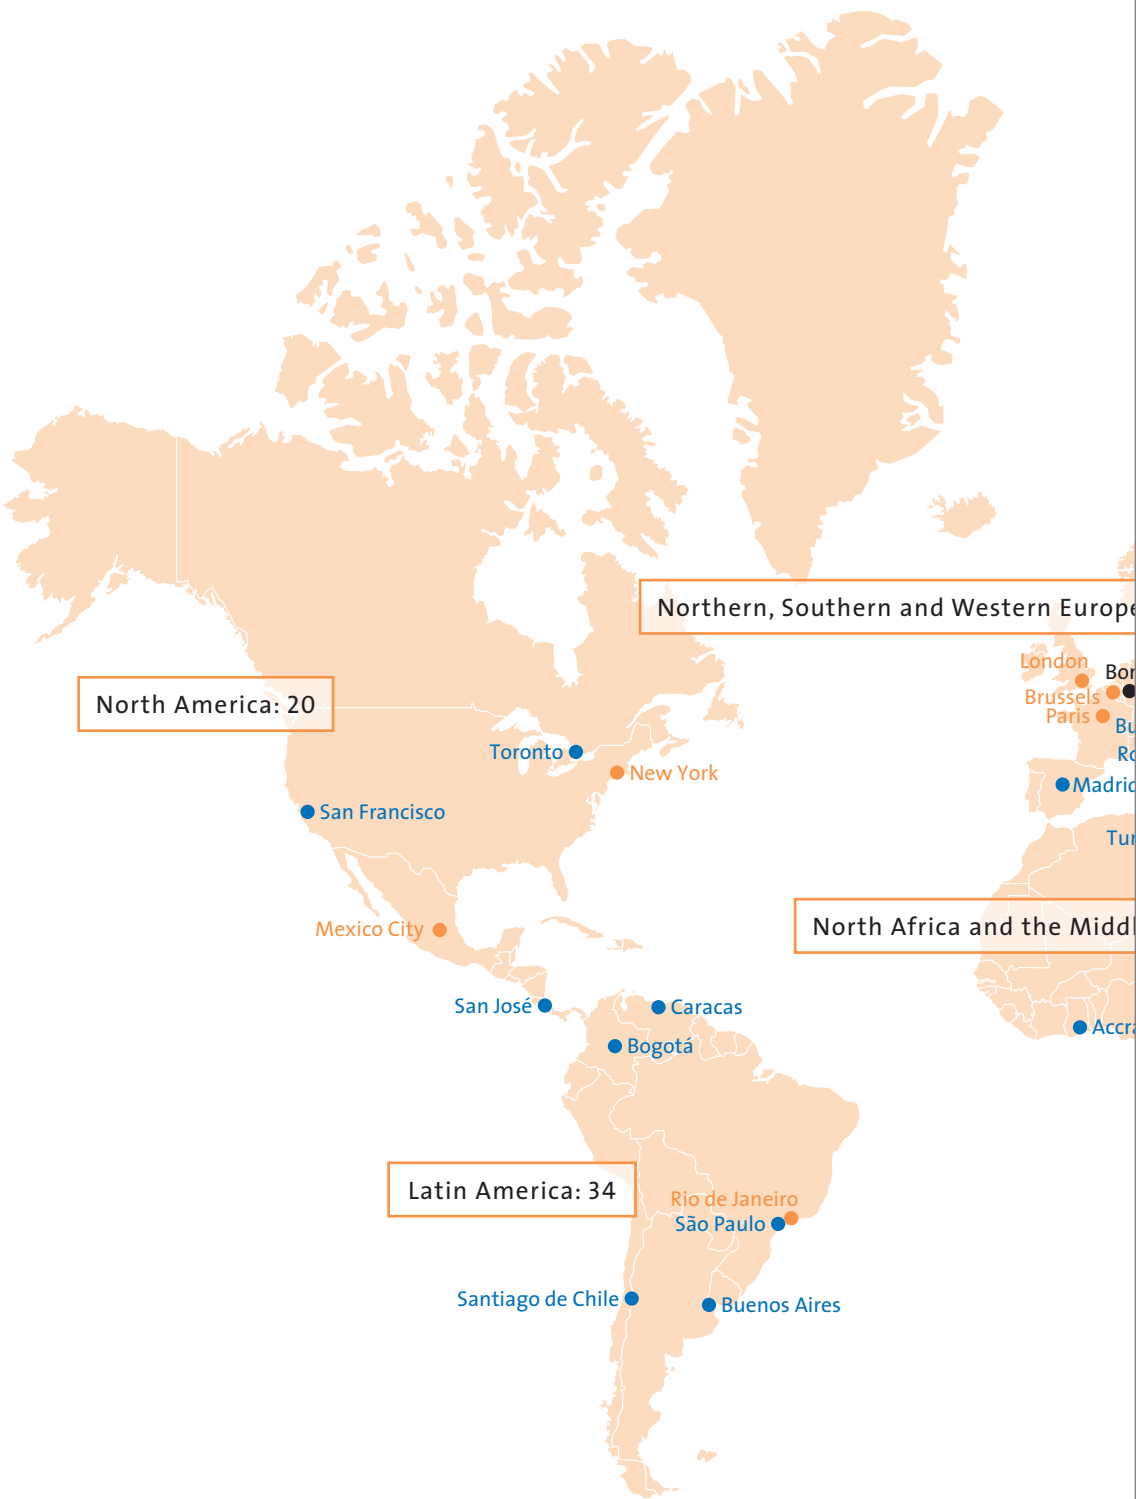 Northern, Southern and Western Europe
London
Brussels
Paris
North America: 20
Toronto
New York
Madrid
San Francisco
Mexico City
North Africa and the
San José
Caracas
Accra
Bogotá
Latin America: 34
Rio de Janeiro
São Paulo
Santiago de Chile
Buenos Aires